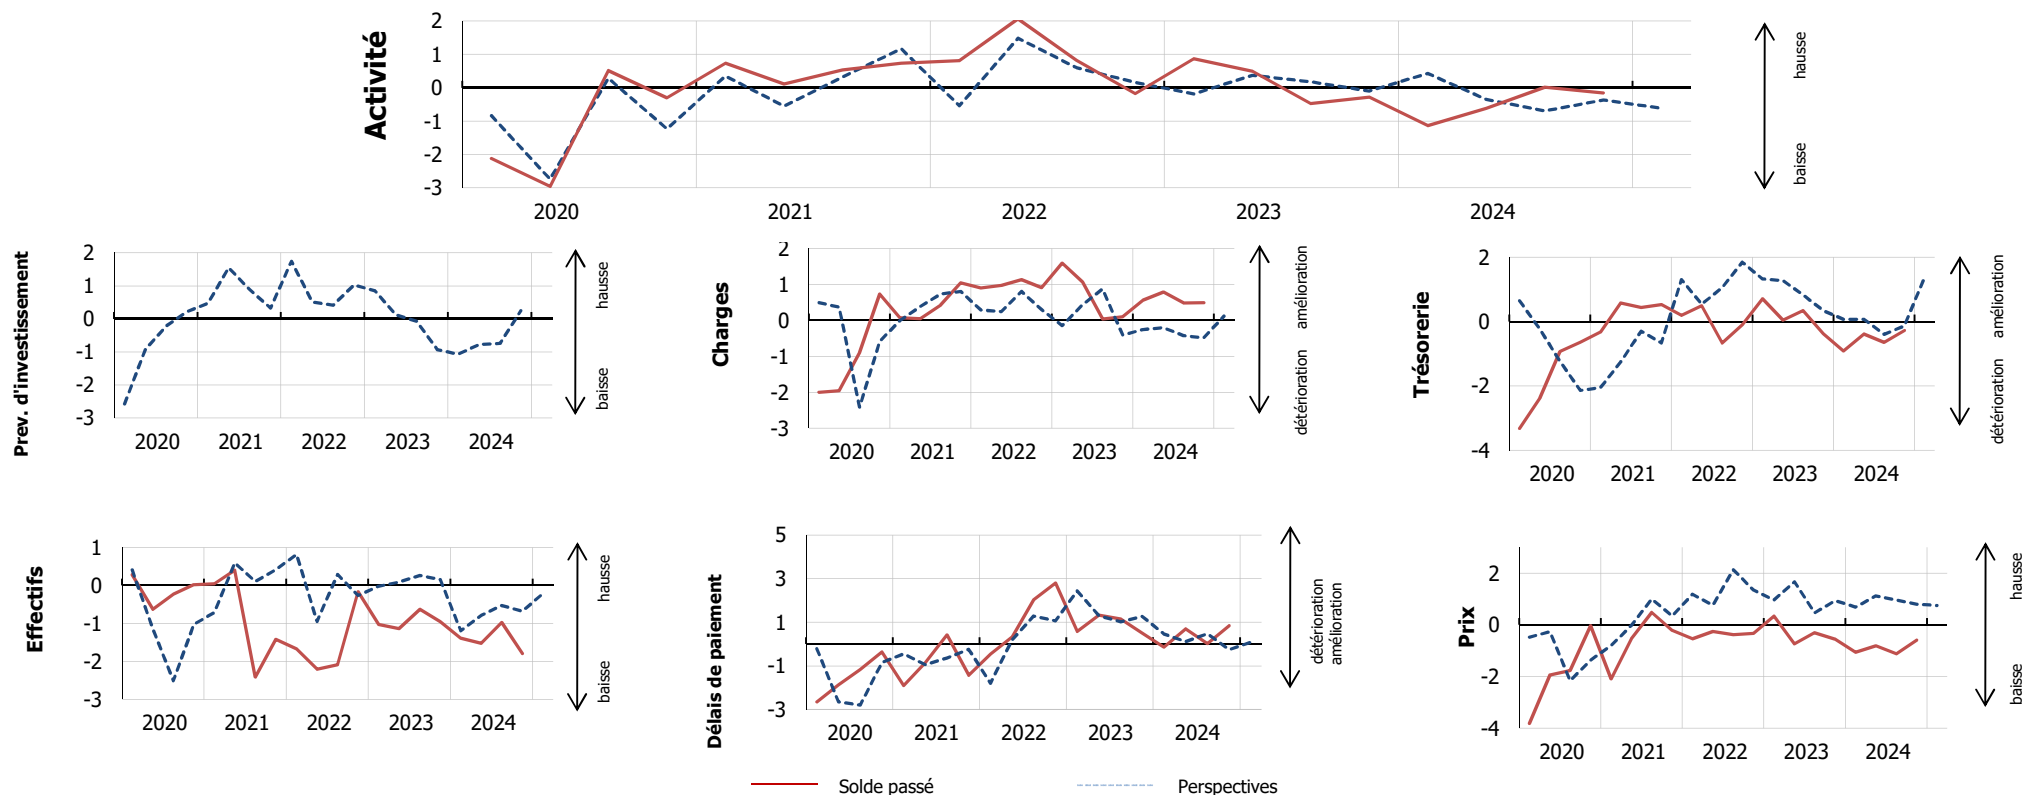 Activité
2
1
0
-1
-2
-3
2020 2021 2022 2023 2024
hausse
baisse
Prev. d'investissement
2
1
0
-1
-2
-3
2020 2021 2022 2023 2024
hausse
baisse
Charges
2
1
0
-1
-2
-3
2020 2021 2022 2023 2024
détérioration amélioration
Trésorerie
2
0
-2
-4
2020 2021 2022 2023 2024
détérioration amélioration
Effectifs
1
0
-1
-2
-3
2020 2021 2022 2023 2024
hausse
baisse
Délais de paiement
5
3
1
-1
-3
2020 2021 2022 2023 2024
détérioration
amélioration
Prix
2
0
-2
-4
2020 2021 2022 2023 2024
hausse
baisse
Solde passé Perspectives